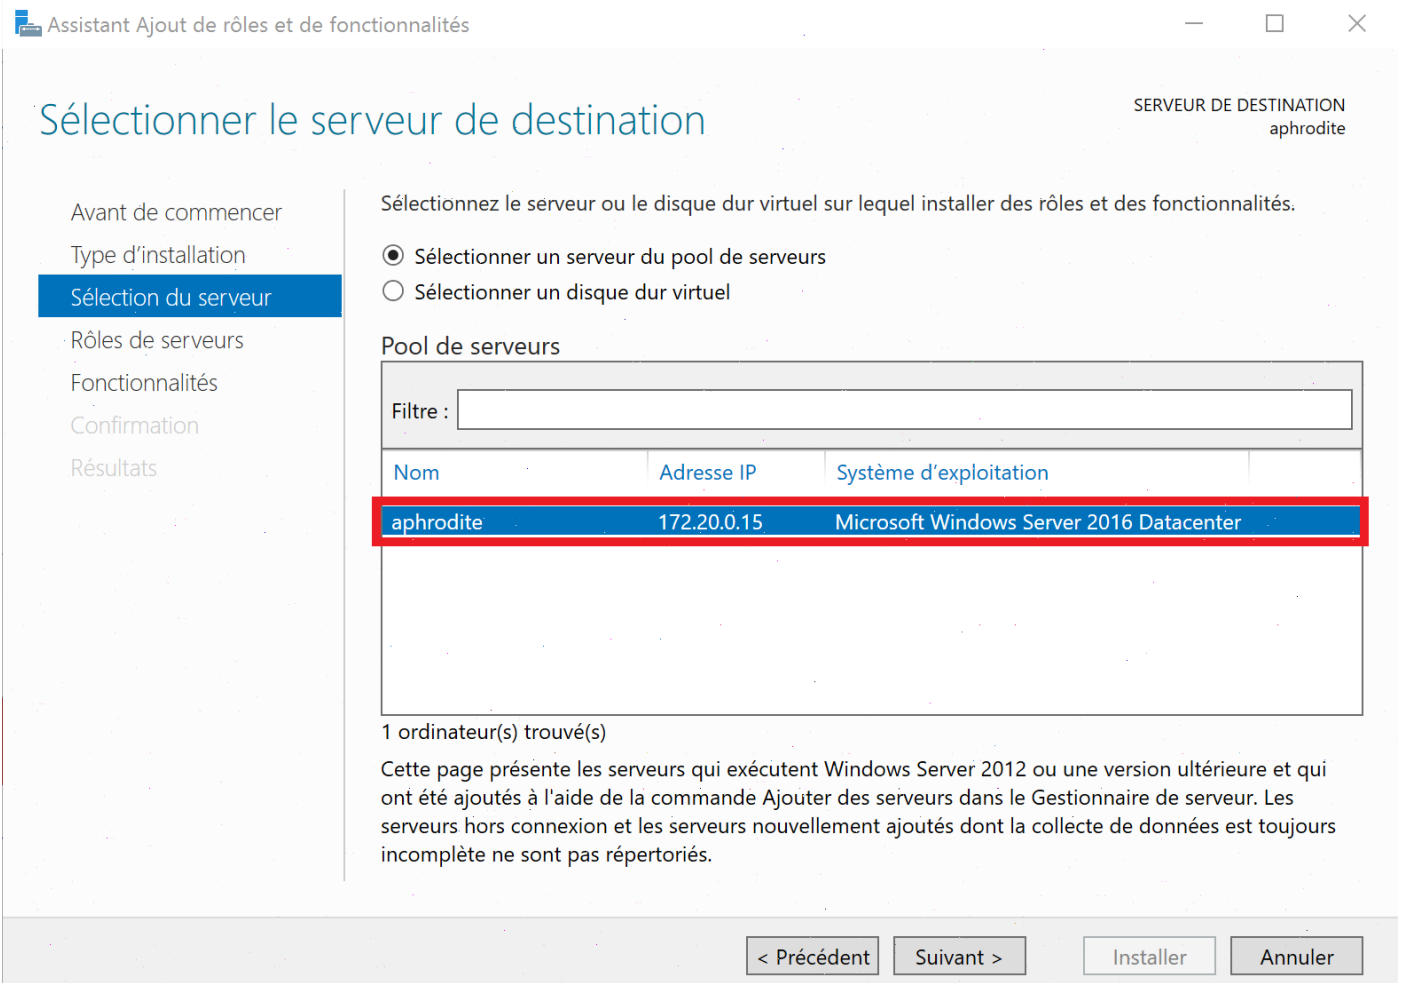 Assistant Ajout de rôles et de fonctionnalités
Sélectionner le serveur de destination
SERVEUR DE DESTINATION
aphrodite
Avant de commencer
Type d'installation
Sélection du serveur
Rôles de serveurs
Fonctionnalités
Confirmation
Résultats
Sélectionnez le serveur ou le disque dur virtuel sur lequel installer des rôles et des fonctionnalités.
Sélectionner un serveur du pool de serveurs
Sélectionner un disque dur virtuel
Pool de serveurs
Filtre :
Nom Adresse IP Système d'exploitation
aphrodite 172.20.0.15 Microsoft Windows Server 2016 Datacenter
1 ordinateur(s) trouvé(s)
Cette page présente les serveurs qui exécutent Windows Server 2012 ou une version ultérieure et qui
ont été ajoutés à l'aide de la commande Ajouter des serveurs dans le Gestionnaire de serveur. Les
serveurs hors connexion et les serveurs nouvellement ajoutés dont la collecte de données est toujours
incomplète ne sont pas répertoriés.
< Précédent Suivant > Installer Annuler